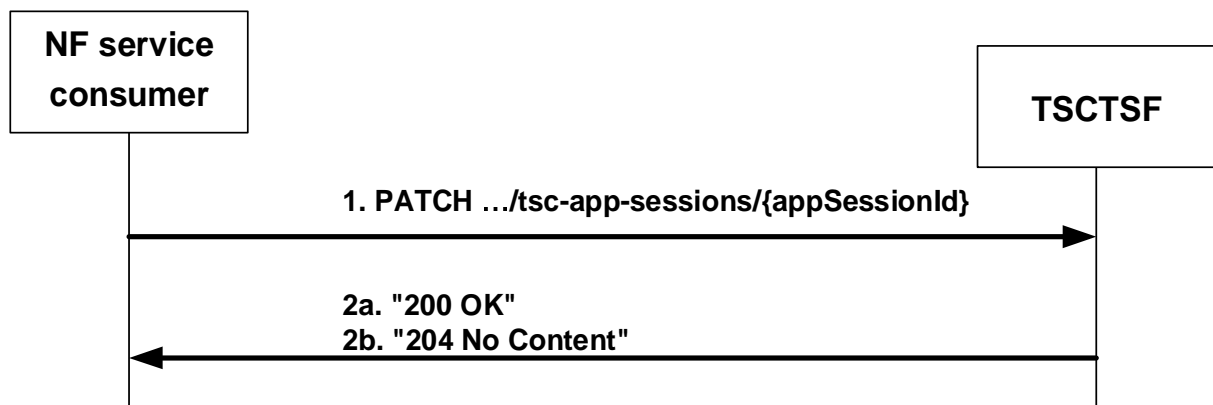 NF service
consumer
TSCTSF
1. PATCH …/tsc-app-sessions/{appSessionId}
2a. "200 OK"
2b. "204 No Content"